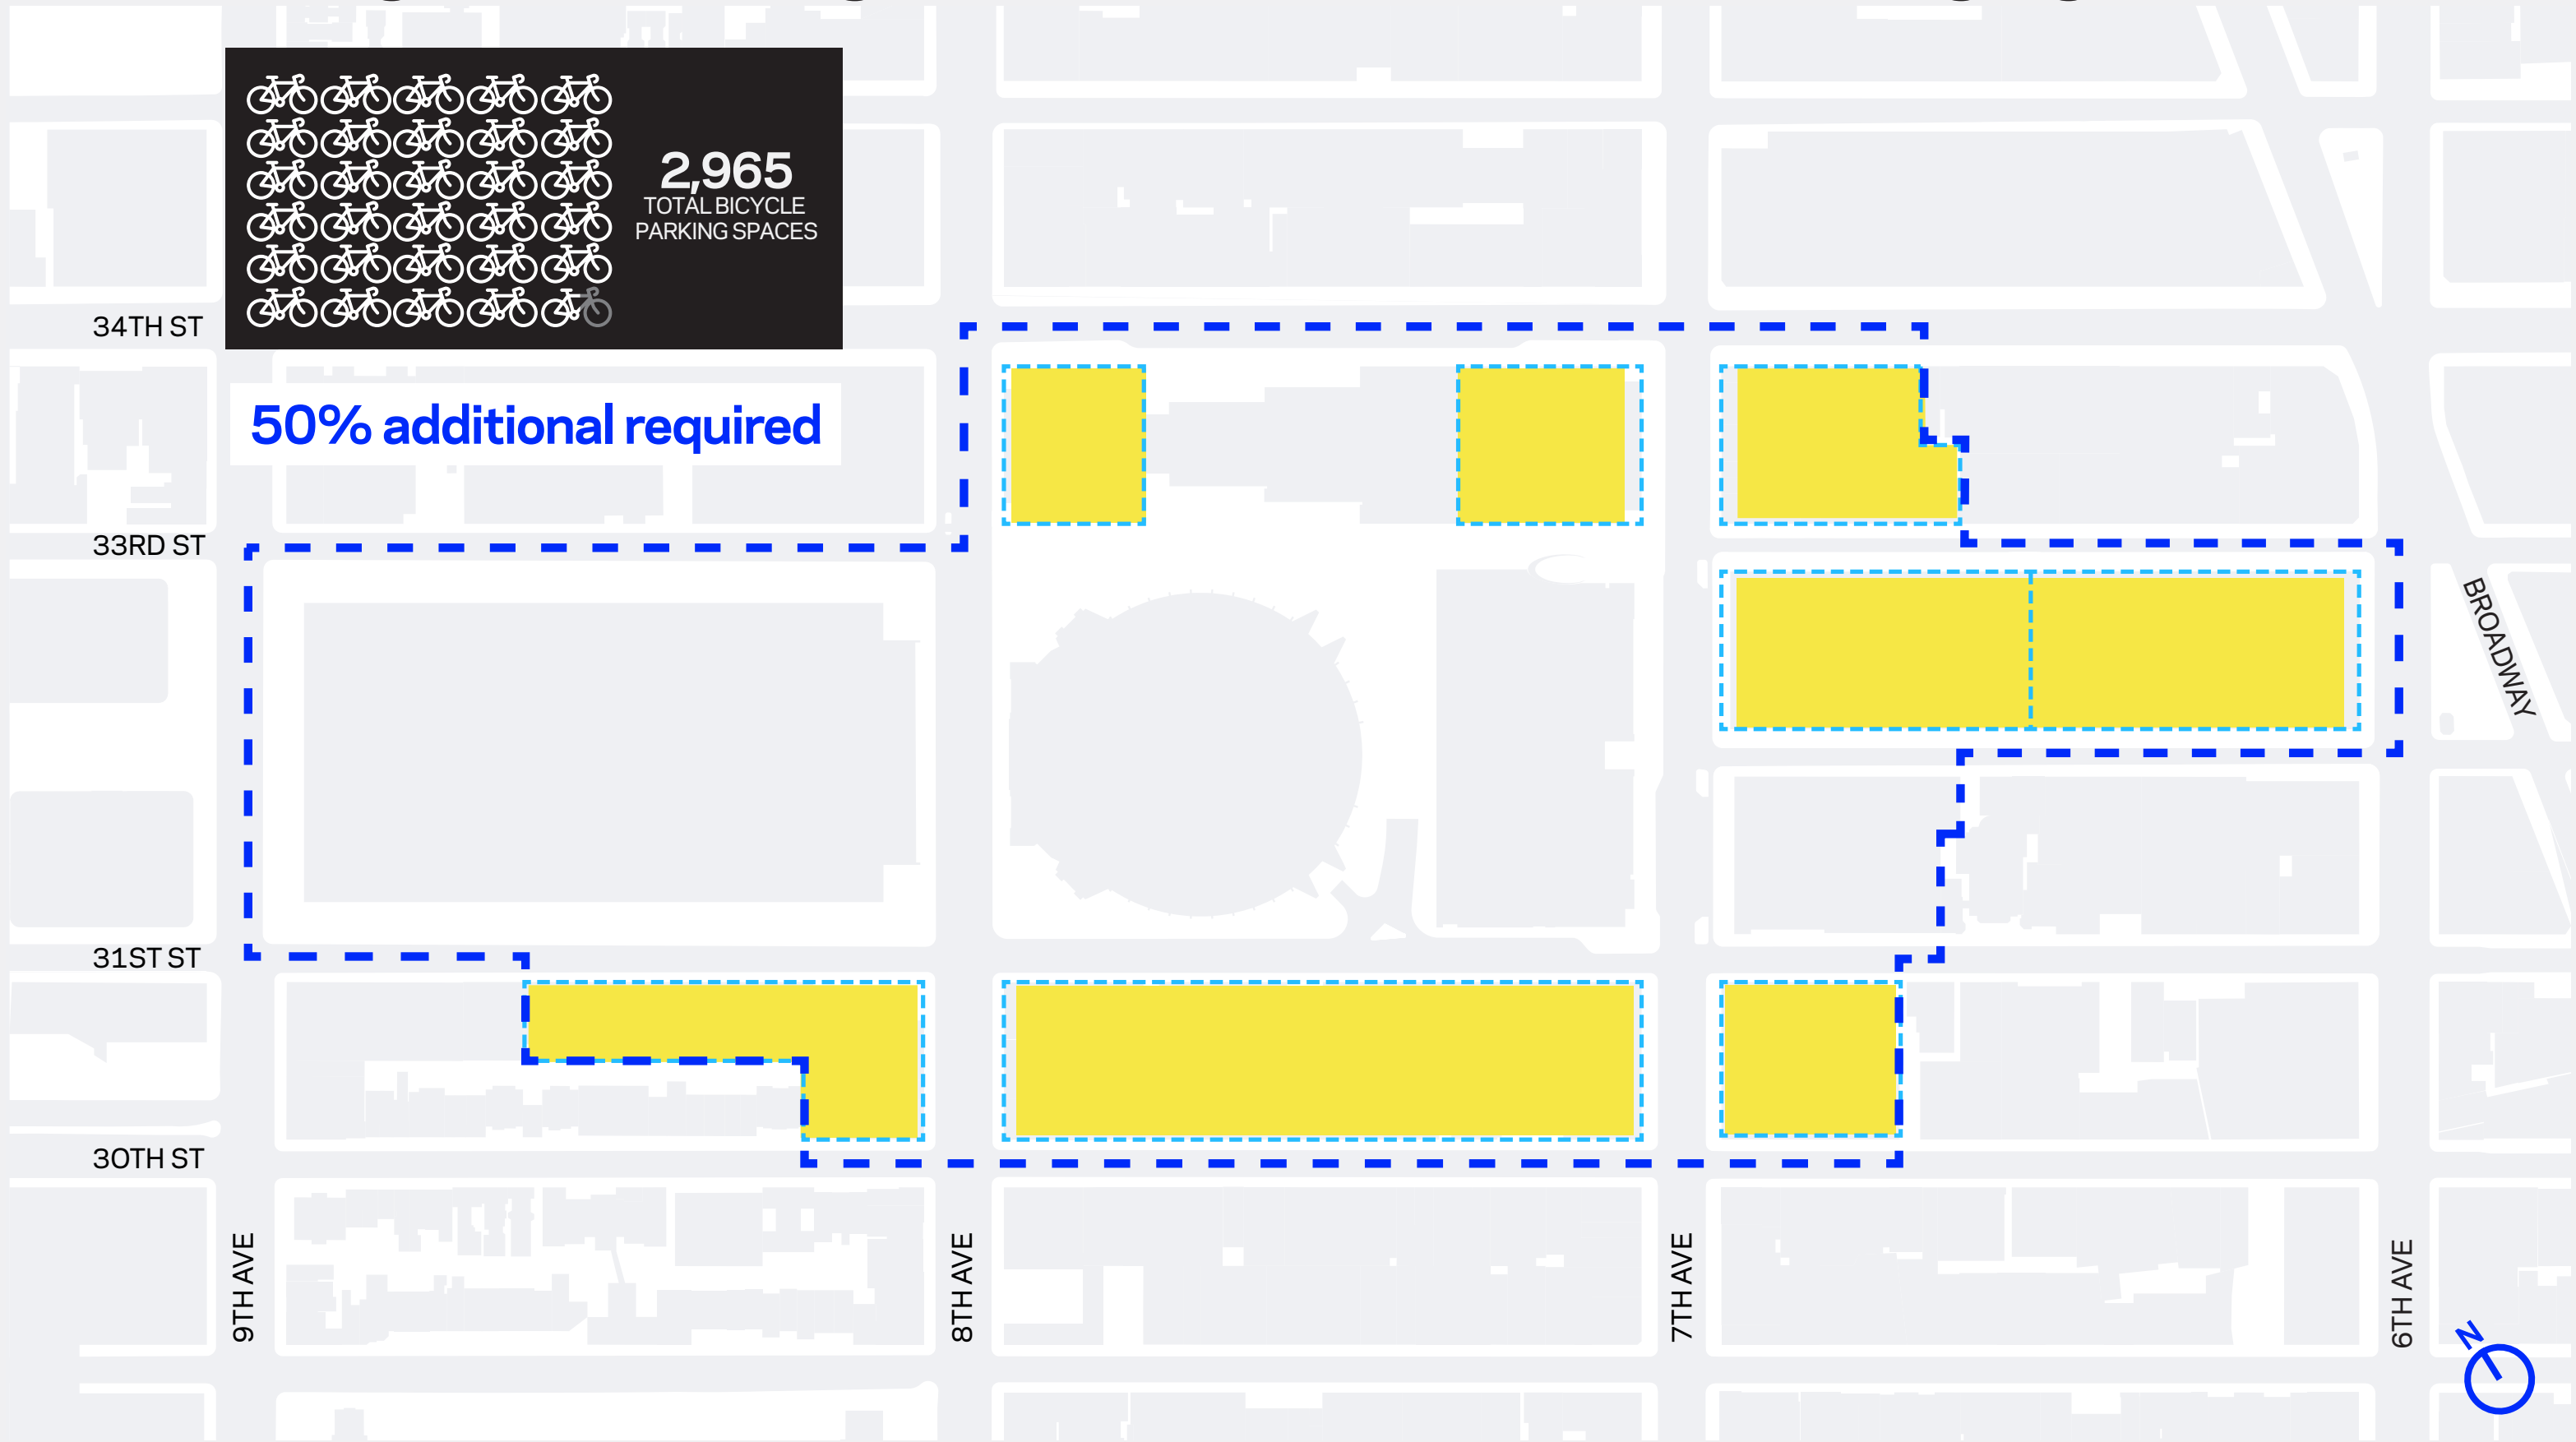 2,965
TOTAL BICYCLE
PARKING SPACES
34TH ST
50% additional required
33RD ST
BROADWAY
31ST ST
30TH ST
9TH AVE
8TH AVE
7TH AVE
6TH AVE
N